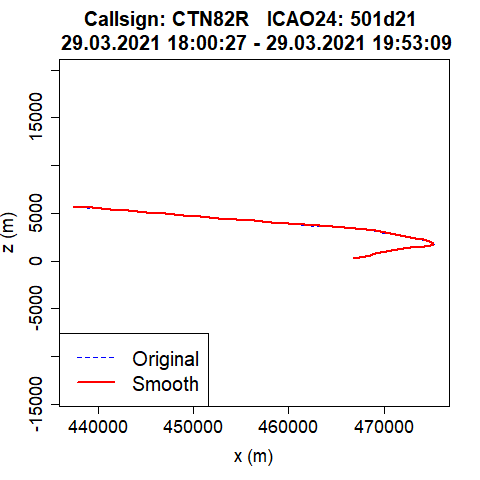 Callsign: CTN82R   ICAO24: 501d21
29.03.2021 18:00:27 - 29.03.2021 19:53:09
z (m)
15000
5000
0
-5000
-15000
Original
Smooth
440000 450000 460000 470000
x (m)